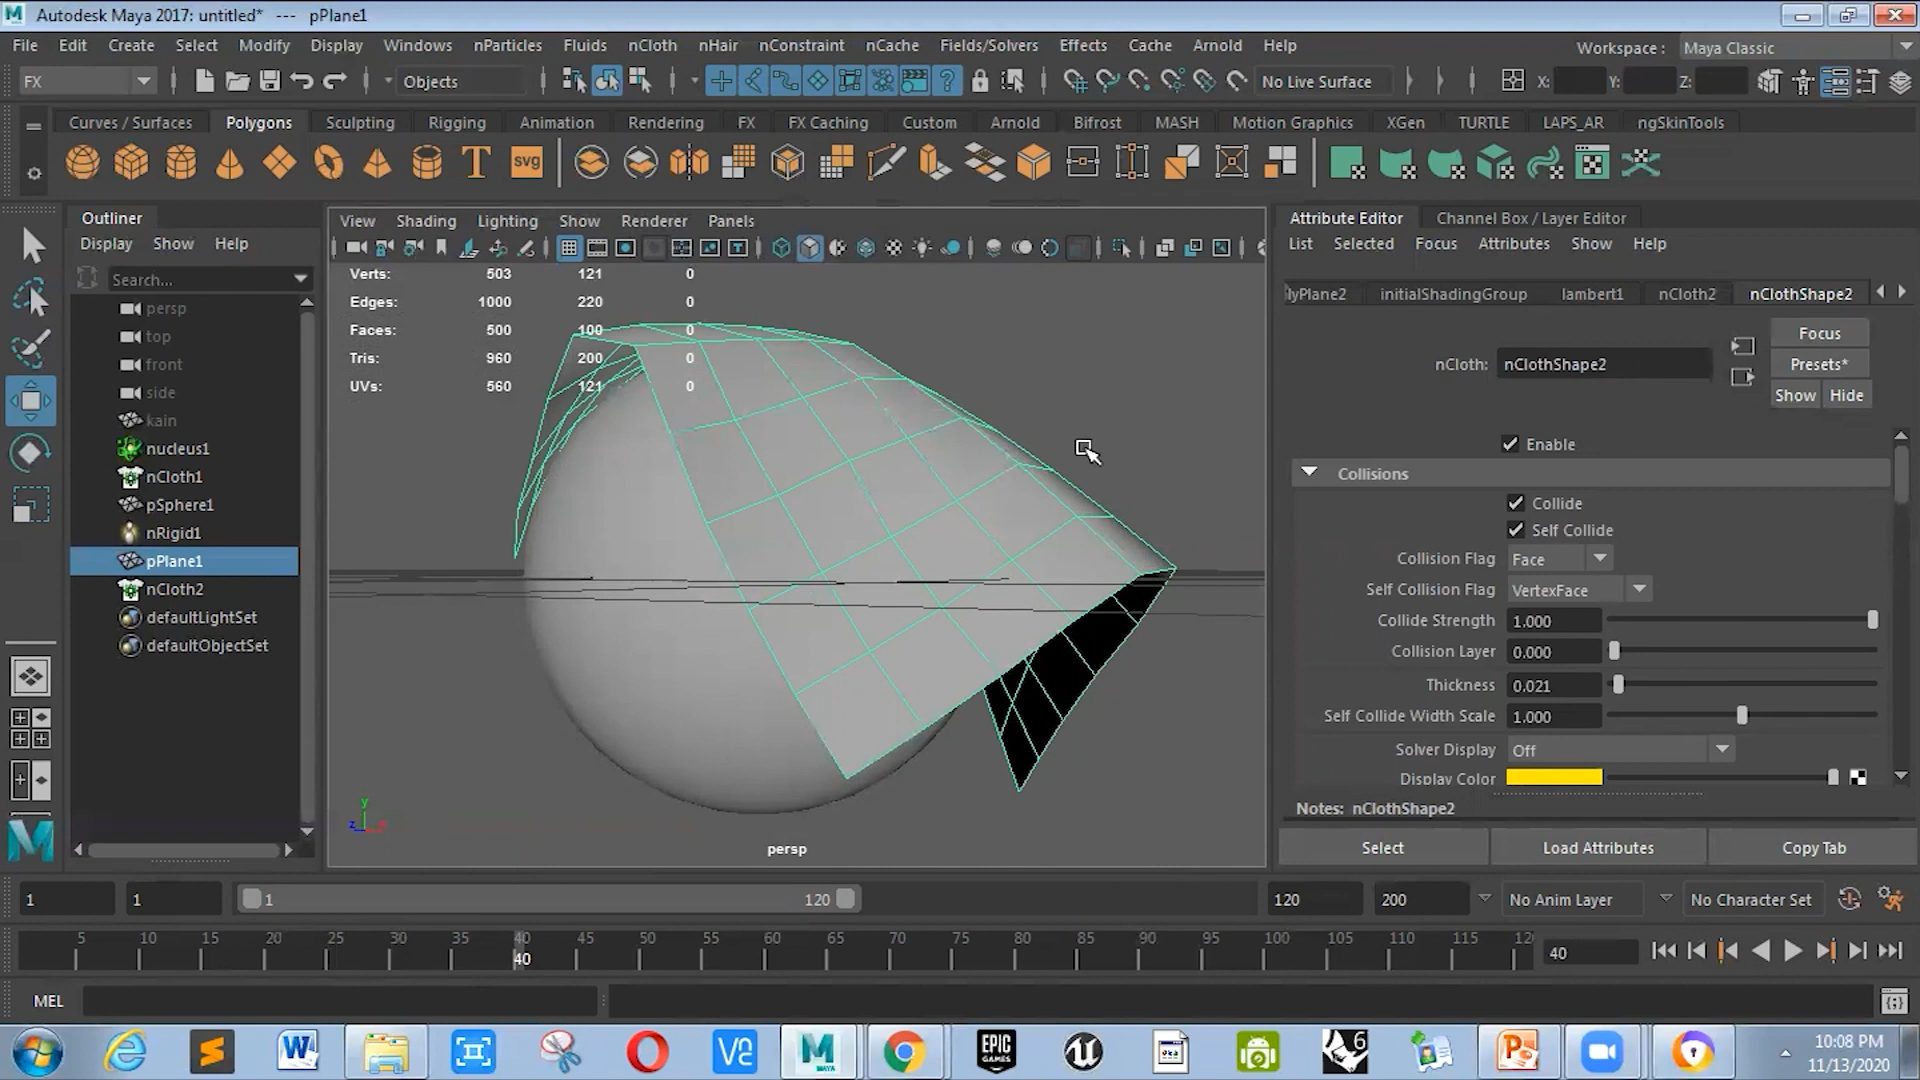 Autodesk Maya 2017: untitled* --- pPlane1
File Edit Create Select Modify Display Windows nParticles Fluids nCloth nHair nConstraint nCache Fields/Solvers Effects Cache Arnold Help
Workspace : Maya Classic
FX Objects No Live Surface X: Y: Z:
Curves / Surfaces Polygons Sculpting Rigging Animation Rendering FX FX Caching Custom Arnold Bifrost MASH Motion Graphics XGen TURTLE LAPS_AR ngSkinTools
T svg
Outliner
Display Show Help
Search...
persp
top
front
side
kain
nucleus1
nCloth1
pSphere1
nRigid1
pPlane1
nCloth2
defaultLightSet
defaultObjectSet
View Shading Lighting Show Renderer Panels
Verts: 503 121 0
Edges: 1000 220 0
Faces: 500 100 0
Tris: 960 200 0
UVs: 560 121 0
y
z
persp
Attribute Editor Channel Box / Layer Editor
List Selected Focus Attributes Show Help
lyPlane2 initialShadingGroup lambert1 nCloth2 nClothShape2
nCloth: nClothShape2
Focus
Presets*
Show Hide
Enable
Collisions
Collide
Self Collide
Collision Flag Face
Self Collision Flag VertexFace
Collide Strength 1.000
Collision Layer 0.000
Thickness 0.021
Self Collide Width Scale 1.000
Solver Display Off
Display Color
Notes: nClothShape2
Select Load Attributes Copy Tab
1 1 1 120 120 200 No Anim Layer No Character Set
5 10 15 20 25 30 35 40 45 50 55 60 65 70 75 80 85 90 95 100 105 110 115 12
40 40
MEL
EPIC
GAMES
MAYA
6
10:08 PM
11/13/2020